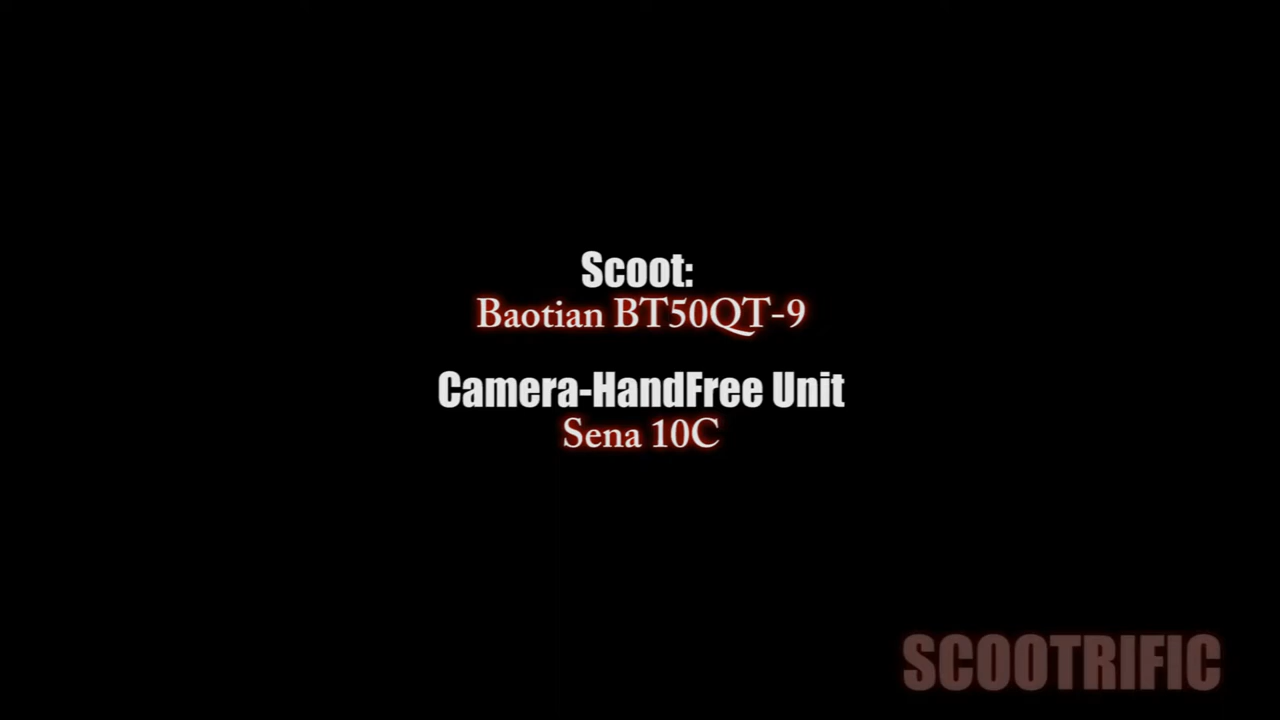 Scoot:
Baotian BT50QT-9
Camera-HandFree Unit
Sena 10C
SCOOTRIFIC